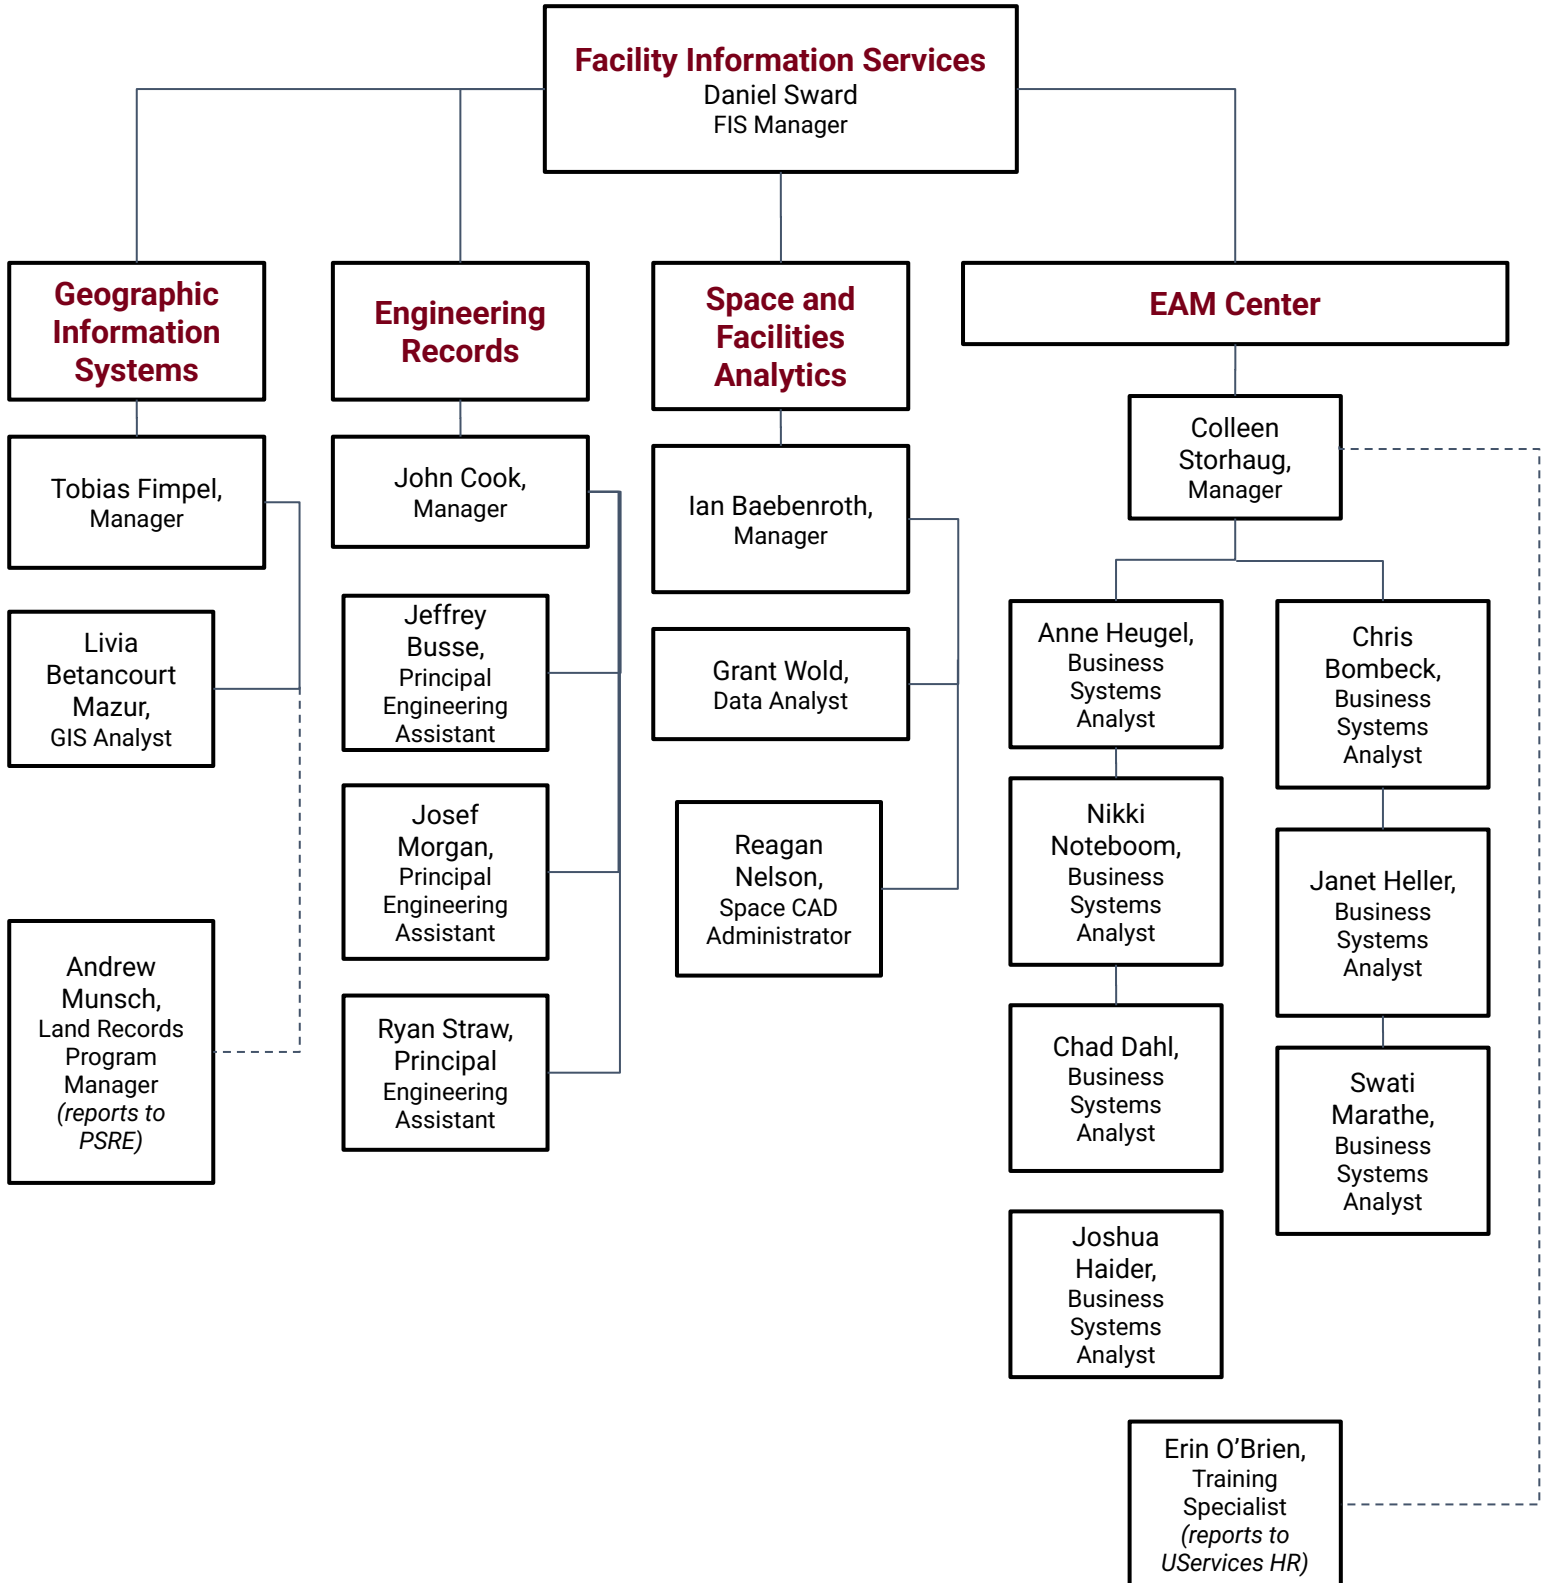 Facility Information Services
Daniel Sward
FIS Manager
Geographic
Information
Systems
Tobias Fimpel,
Manager
Livia
Betancourt
Mazur,
GIS Analyst
Andrew
Munsch,
Land Records
Program
Manager
(reports to
PSRE)
Engineering
Records
John Cook,
Manager
Jeffrey
Busse,
Principal
Engineering
Assistant
Josef
Morgan,
Principal
Engineering
Assistant
Ryan Straw,
Principal
Engineering
Assistant
Space and
Facilities
Analytics
Ian Baebenroth,
Manager
Grant Wold,
Data Analyst
Reagan
Nelson,
Space CAD
Administrator
EAM Center
Colleen
Storhaug,
Manager
Anne Heugel,
Business
Systems
Analyst
Nikki
Noteboom,
Business
Systems
Analyst
Chad Dahl,
Business
Systems
Analyst
Joshua
Haider,
Business
Systems
Analyst
Chris
Bombeck,
Business
Systems
Analyst
Janet Heller,
Business
Systems
Analyst
Swati
Marathe,
Business
Systems
Analyst
Erin O’Brien,
Training
Specialist
(reports to
UServices HR)